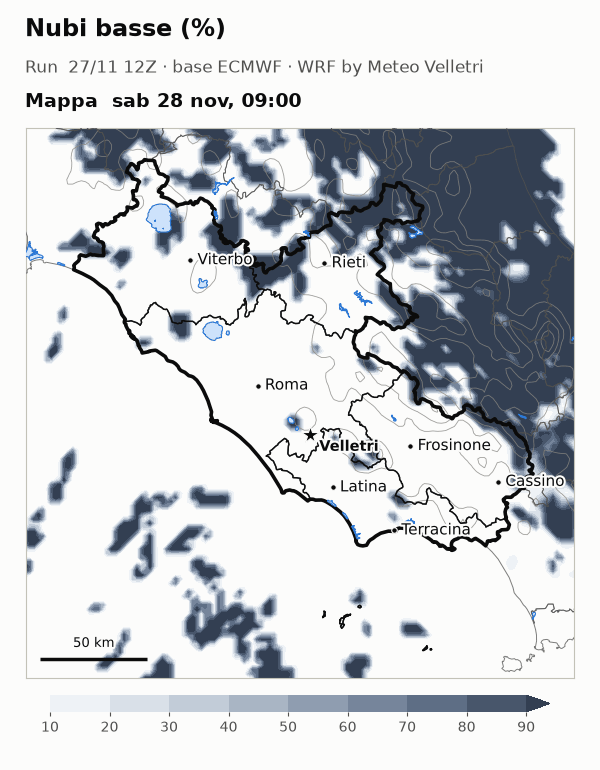 Nubi basse (%)
Run  27/11 12Z · base ECMWF · WRF by Meteo Velletri
Mappa  sab 28 nov, 09:00
Viterbo
Rieti
Roma
Velletri
Frosinone
Cassino
Latina
Terracina
50 km
10 20 30 40 50 60 70 80 90